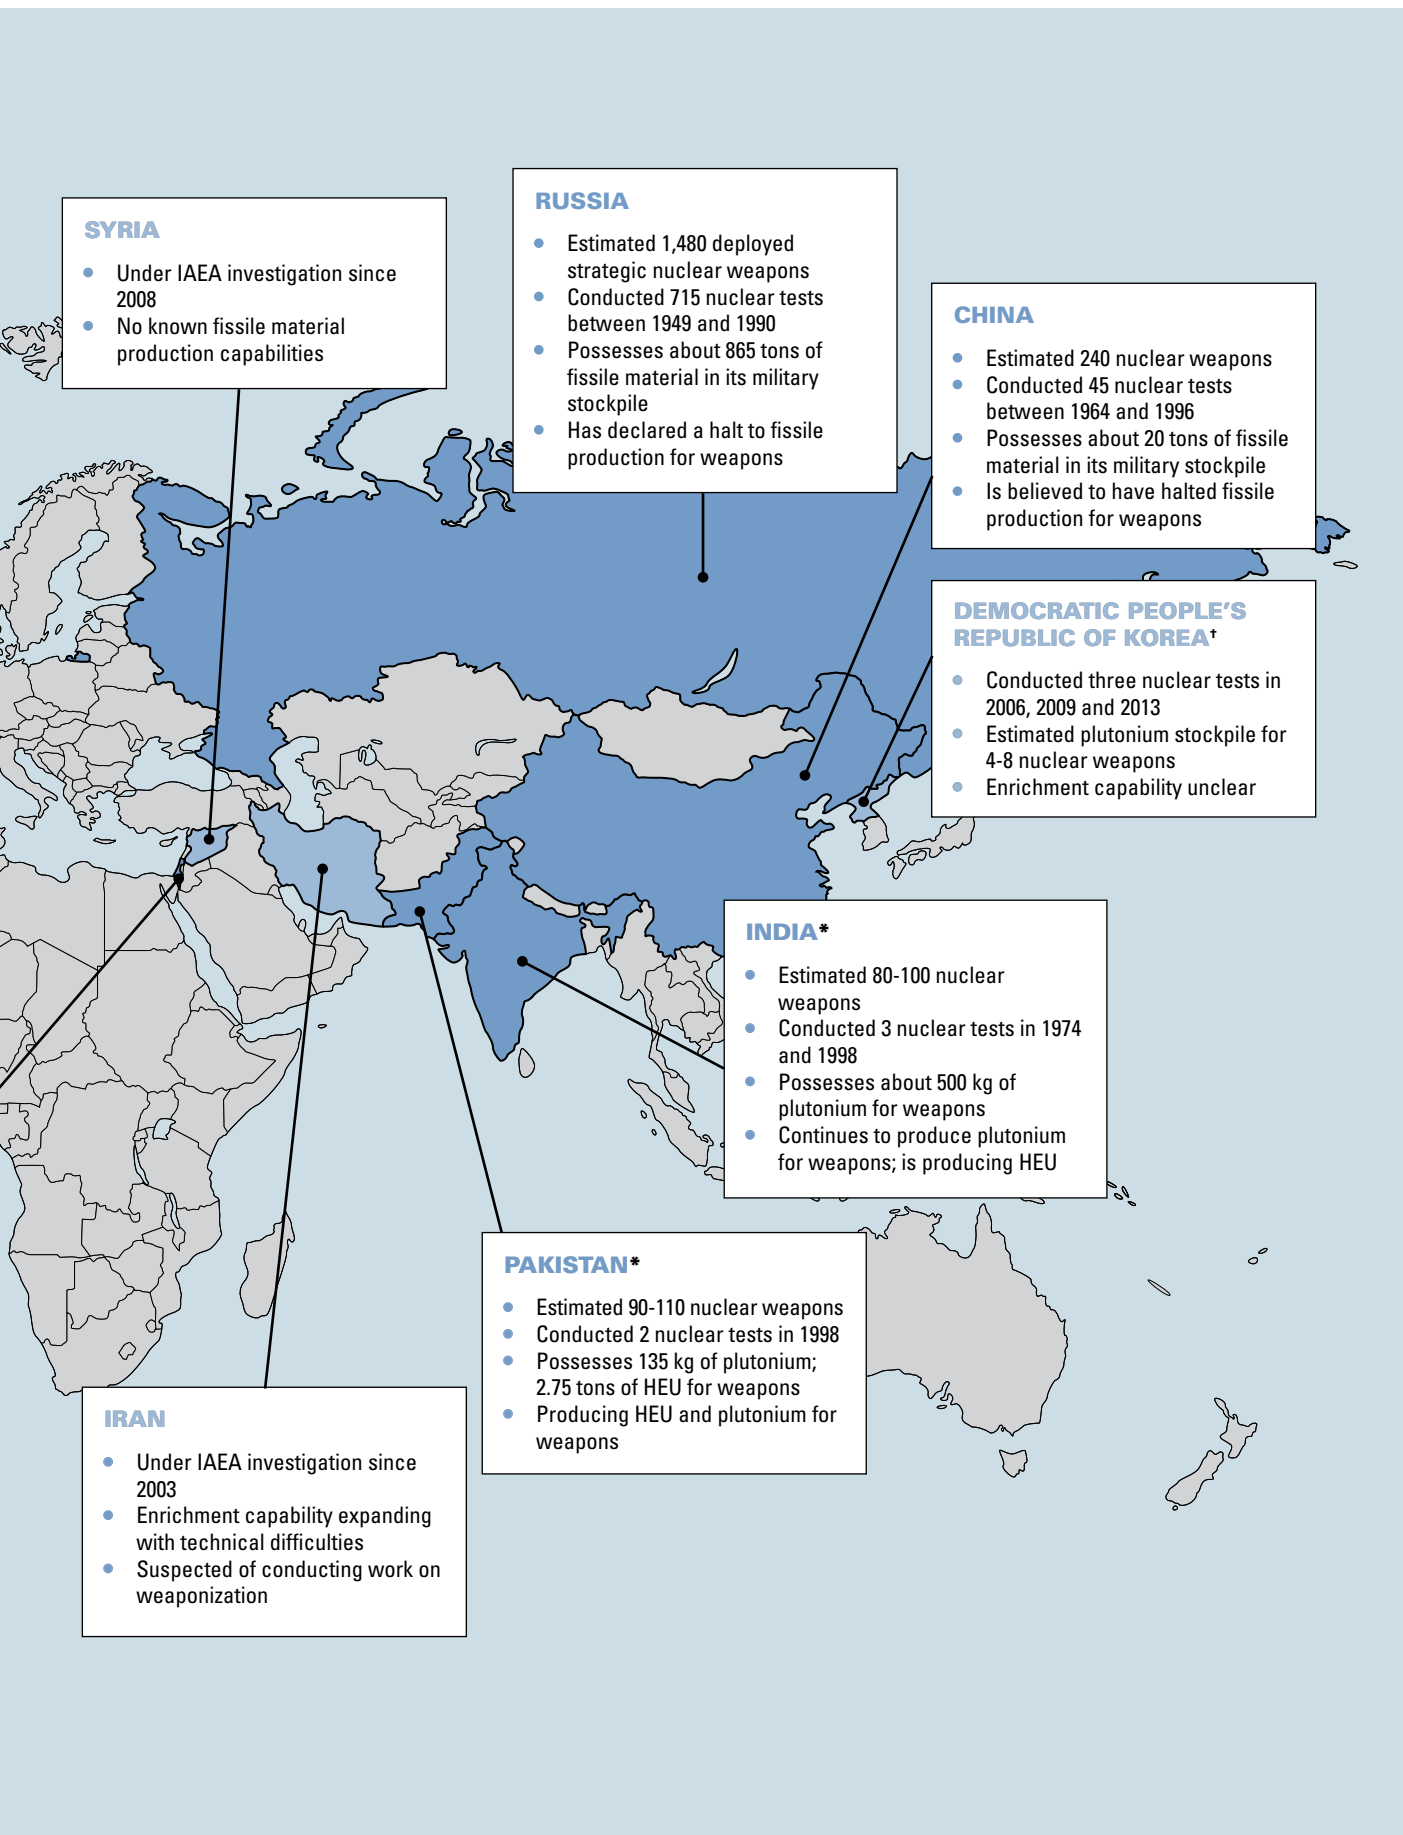 SYRIA
Under IAEA investigation since
2008
No known fissile material
production capabilities
RUSSIA
Estimated 1,480 deployed
strategic nuclear weapons
Conducted 715 nuclear tests
between 1949 and 1990
Possesses about 865 tons of
fissile material in its military
stockpile
Has declared a halt to fissile
production for weapons
CHINA
Estimated 240 nuclear weapons
Conducted 45 nuclear tests
between 1964 and 1996
Possesses about 20 tons of fissile
material in its military stockpile
Is believed to have halted fissile
production for weapons
DEMOCRATIC PEOPLE'S
REPUBLIC OF KOREA†
Conducted three nuclear tests in
2006, 2009 and 2013
Estimated plutonium stockpile for
4-8 nuclear weapons
Enrichment capability unclear
INDIA*
Estimated 80-100 nuclear
weapons
Conducted 3 nuclear tests in 1974
and 1998
Possesses about 500 kg of
plutonium for weapons
Continues to produce plutonium
for weapons; is producing HEU
PAKISTAN*
Estimated 90-110 nuclear weapons
Conducted 2 nuclear tests in 1998
Possesses 135 kg of plutonium;
2.75 tons of HEU for weapons
Producing HEU and plutonium for
weapons
IRAN
Under IAEA investigation since
2003
Enrichment capability expanding
with technical difficulties
Suspected of conducting work on
weaponization